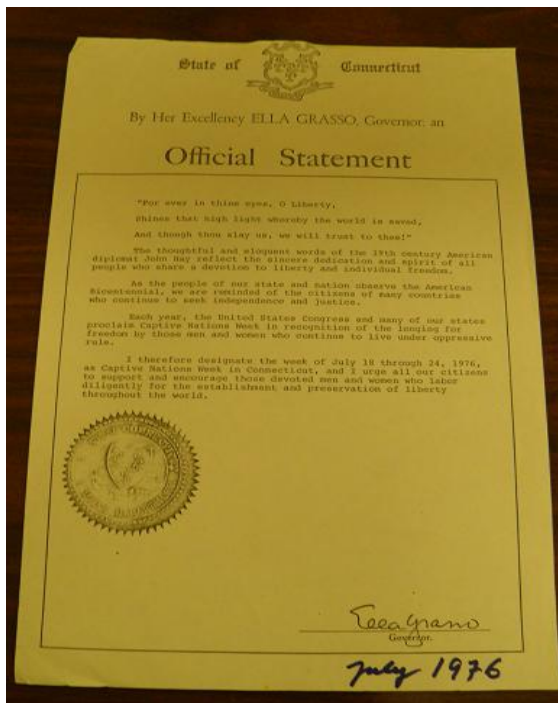 State of Connecticut
By Her Excellency ELLA GRASSO, Governor: an
Official Statement
"For ever in thine eyes, O Liberty,
Shines that high light whereby the world is saved,
And though thou slay us, we will trust to thee!"
The thoughtful and eloquent words of the 19th century American
diplomat John Hay reflect the sincere dedication and spirit of all
people who share a devotion to liberty and individual freedom.
As the people of our state and nation observe the American
Bicentennial, we are reminded of the citizens of many countries
who continue to seek independence and justice.
Each year, the United States Congress and many of our states
proclaim Captive Nations Week in recognition of the longing for
freedom by those men and women who continue to live under oppressive
rule.
I therefore designate the week of July 18 through 24, 1976,
as Captive Nations Week in Connecticut, and I urge all our citizens
to support and encourage those devoted men and women who labor
diligently for the establishment and preservation of liberty
throughout the world.
Ella Grasso
Governor.
July 1976